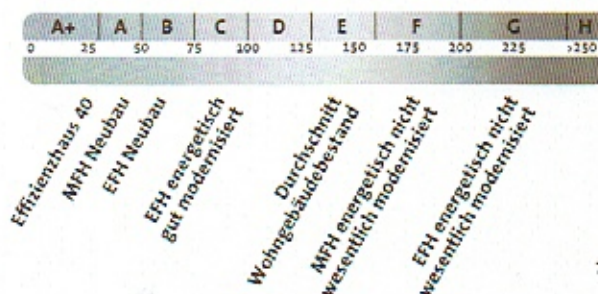 A+ A B C D E F G H
0 25 50 75 100 125 150 175 200 225 >250
Effizienzhaus 40
MFH Neubau
EFH Neubau
EFH energetisch
gut modernisiert
Durchschnitt
Wohngebäudebestand
MFH energetisch nicht
wesentlich modernisiert
EFH energetisch nicht
wesentlich modernisiert